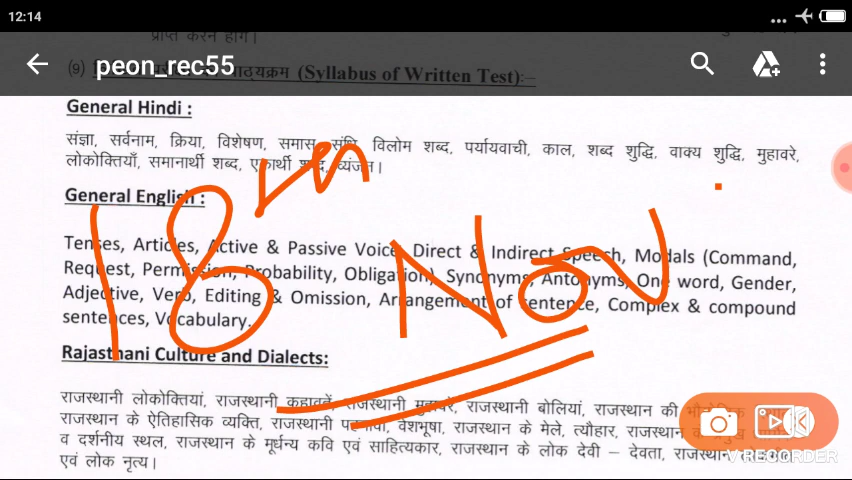 12:14
प्राप्त करने होंगे।
peon_rec55
(9) पाठ्यक्रम (Syllabus of Written Test):–
General Hindi :
संज्ञा, सर्वनाम, क्रिया, विशेषण, समास, संधि, विलोम शब्द, पर्यायवाची, काल, शब्द शुद्धि, वाक्य शुद्धि, मुहावरे,
लोकोक्तियाँ, समानार्थी शब्द, एकार्थी शब्द, व्यंजन।
18 Nov
General English :
Tenses, Articles, Active & Passive Voice, Direct & Indirect Speech, Modals (Command,
Request, Permission, Probability, Obligation), Synonyms, Antonyms, One word, Gender,
Adjective, Verb, Editing & Omission, Arrangement of sentence, Complex & compound
sentences, Vocabulary.
Rajasthani Culture and Dialects:
राजस्थानी लोकोक्तियां, राजस्थानी कहावतें, राजस्थानी मुहावरे, राजस्थानी बोलियां, राजस्थान की
राजस्थान के ऐतिहासिक व्यक्ति, राजस्थानी वेशभूषा, राजस्थान के मेले, त्यौहार, राजस्थान
व दर्शनीय स्थल, राजस्थान के मूर्धन्य कवि एवं साहित्यकार, राजस्थान के लोक देवी – देवता, राजस्थान
एवं लोक नृत्य।
V RECORDER